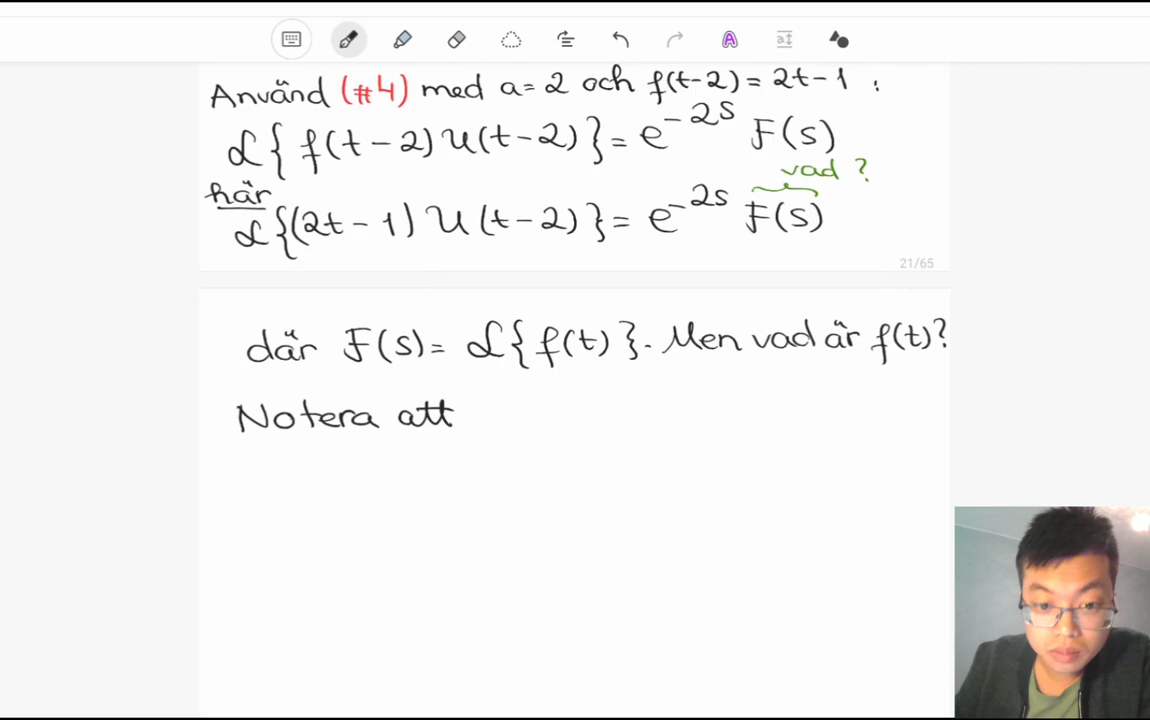 Använd (#4) med a= 2 och f(t-2)= 2t-1 :
ℒ{ f(t-2) U(t-2)}= e^-2s F(s)
vad ?
här
ℒ{(2t-1) U(t-2)}= e^-2s F(s)
21/65
där F(s)= ℒ{f(t)}. Men vad är f(t)?
Notera att